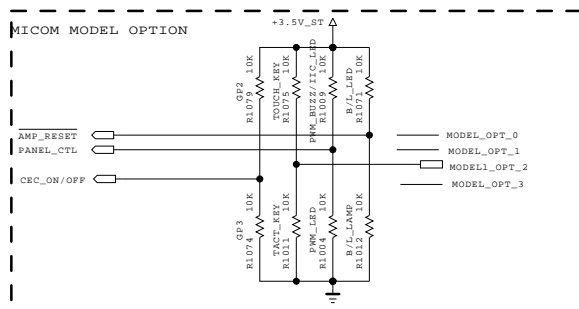 MICOM MODEL OPTION
+3.5V_ST
GP2
R1079 10K
TOUCH_KEY
R1075 10K
PWM_BUZZ/IIC_LED
R1009 10K
B/L_LED
R1071 10K
AMP_RESET
PANEL_CTL
CEC_ON/OFF
MODEL_OPT_0
MODEL_OPT_1
MODEL1_OPT_2
MODEL_OPT_3
GP3
R1074 10K
TACT_KEY
R1011 10K
PWM_LED
R1004 10K
B/L_LAMP
R1012 10K